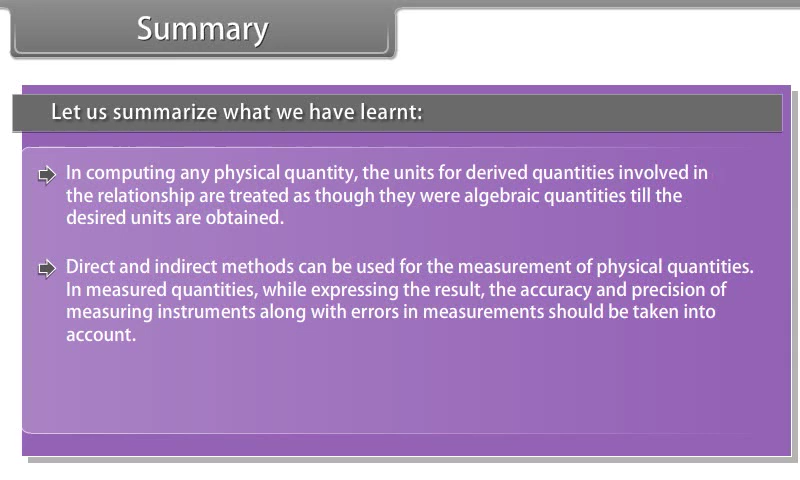 Summary
Let us summarize what we have learnt:
In computing any physical quantity, the units for derived quantities involved in
the relationship are treated as though they were algebraic quantities till the
desired units are obtained.
Direct and indirect methods can be used for the measurement of physical quantities.
In measured quantities, while expressing the result, the accuracy and precision of
measuring instruments along with errors in measurements should be taken into
account.